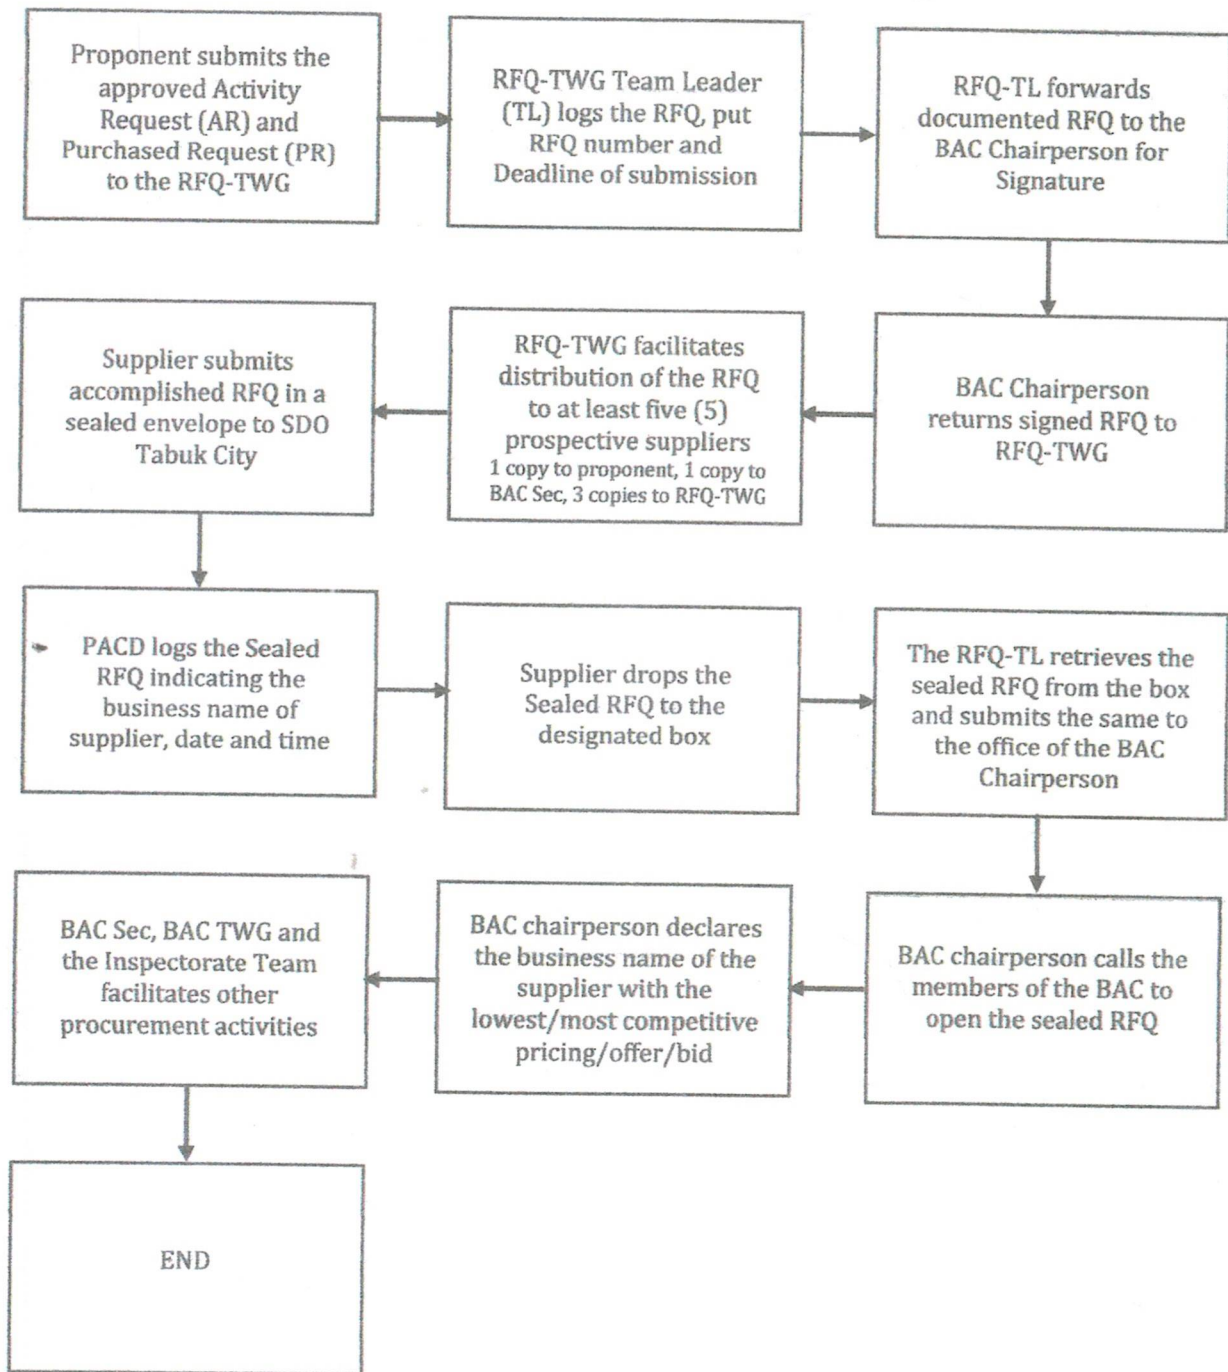 Proponent submits the
approved Activity
Request (AR) and
Purchased Request (PR)
to the RFQ-TWG
RFQ-TWG Team Leader
(TL) logs the RFQ, put
RFQ number and
Deadline of submission
RFQ-TL forwards
documented RFQ to the
BAC Chairperson for
Signature
BAC Chairperson
returns signed RFQ to
RFQ-TWG
RFQ-TWG facilitates
distribution of the RFQ
to at least five (5)
prospective suppliers
1 copy to proponent, 1 copy to
BAC Sec, 3 copies to RFQ-TWG
Supplier submits
accomplished RFQ in a
sealed envelope to SDO
Tabuk City
PACD logs the Sealed
RFQ indicating the
business name of
supplier, date and time
Supplier drops the
Sealed RFQ to the
designated box
The RFQ-TL retrieves the
sealed RFQ from the box
and submits the same to
the office of the BAC
Chairperson
BAC chairperson calls the
members of the BAC to
open the sealed RFQ
BAC chairperson declares
the business name of the
supplier with the
lowest/most competitive
pricing/offer/bid
BAC Sec, BAC TWG and
the Inspectorate Team
facilitates other
procurement activities
END